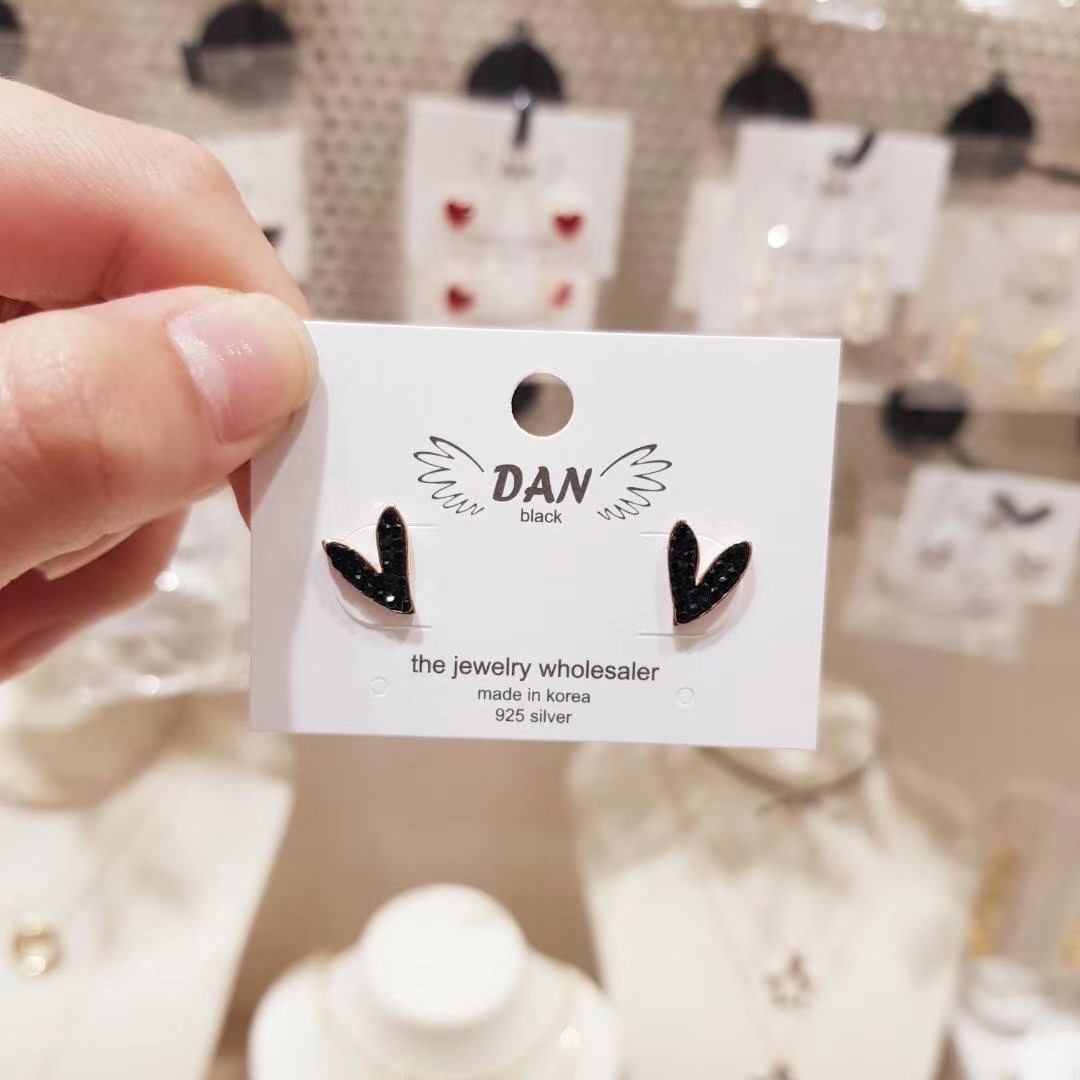 DAN
black
the jewelry wholesaler
made in korea
925 silver